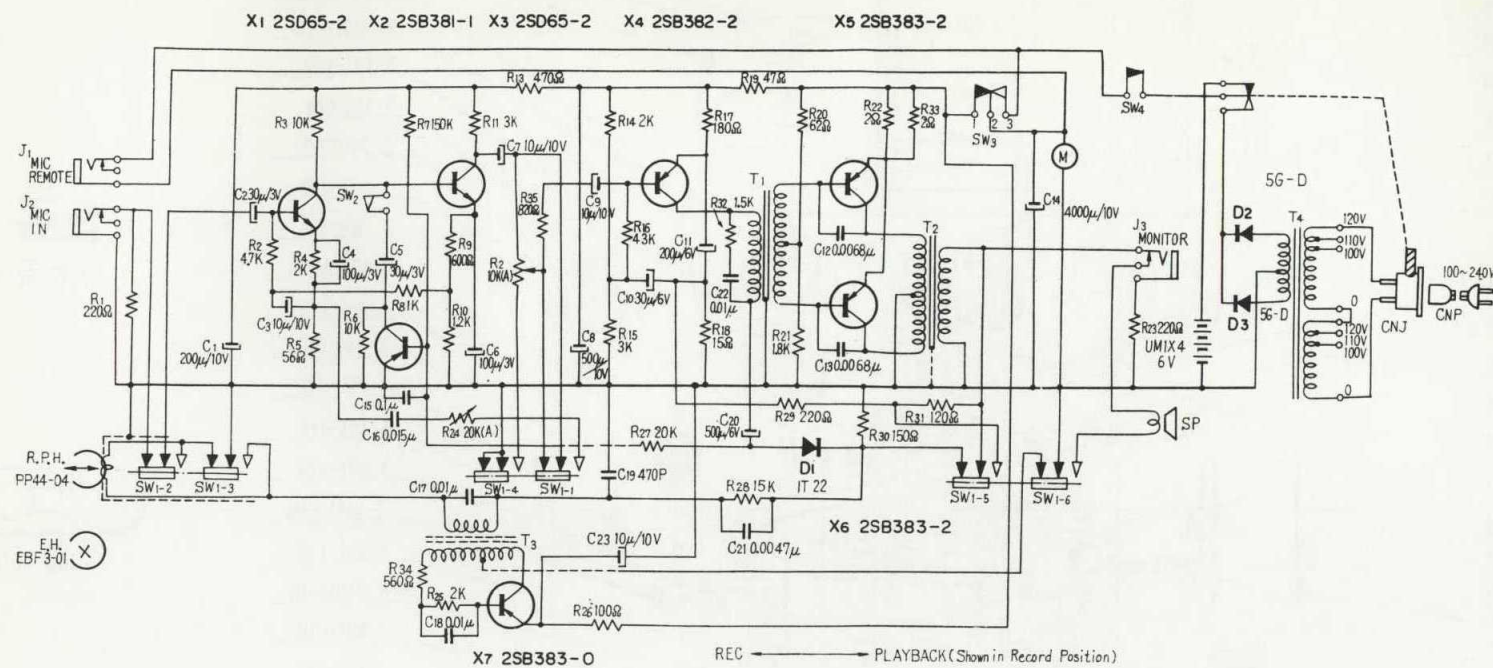 X1 2SD65-2 X2 2SB381-1 X3 2SD65-2 X4 2SB382-2 X5 2SB383-2
J1
MIC
REMOTE
J2
MIC
IN
R1
220Ω
C2 30μ/3V
R3 10K
R2
4.7K
R4
2K
C4
100μ/3V
C3 10μ/10V
R5
56Ω
C1
200μ/10V
SW2
C5
30μ/3V
R8 1K
R6
10K
R7 150K
R11 3K
R9
1600Ω
R10
1.2K
C6
100μ/3V
C7 10μ/10V
R13 470Ω
R35
820Ω
R2
10K(A)
C9
10μ/10V
C8
500μ
10V
R14 2K
R16
4.3K
C10 30μ/6V
R15
3K
R17
180Ω
R19 47Ω
R32 1.5K
C11
200μ/6V
C22
0.01μ
R18
15Ω
T1
R20
62Ω
R22
2Ω
R33
2Ω
C12 0.0068μ
R21
1.8K
C13 0.0068μ
T2
SW3
1 2 3
M
C14
4000μ/10V
J3
MONITOR
R23 220Ω
UM1X4
6V
SP
SW4
5G-D
D2
D3
5G-D
T4
120V
110V
100V
0
120V
110V
100V
0
CNJ
100~240V
CNP
C15 0.1μ
C16 0.015μ
R24 20K(A)
R27 20K
C20
500μ/6V
D1
IT 22
R29 220Ω
R31 120Ω
R30 150Ω
R.P.H.
PP44-04
SW1-2
SW1-3
SW1-4
SW1-1
SW1-5
SW1-6
C17 0.01μ
C19 470P
R28 15K
C21 0.0047μ
X6 2SB383-2
E.H.
EBF3-01
X
T3
C23 10μ/10V
R34
560Ω
R25 2K
C18 0.01μ
R26 100Ω
X7 2SB383-0
REC PLAYBACK (Shown in Record Position)